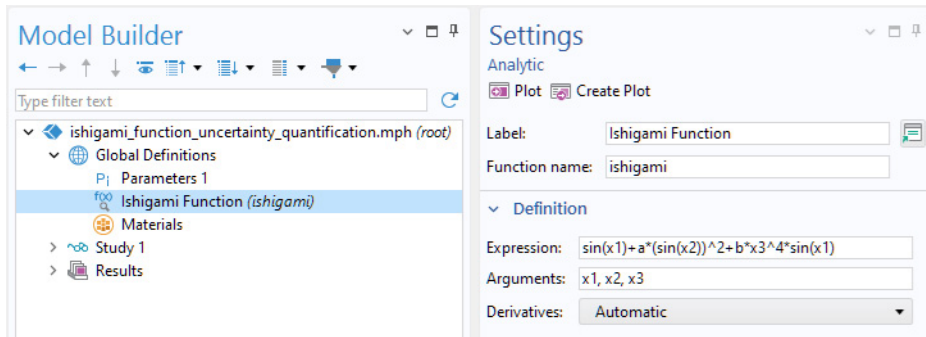 Model Builder
Type filter text
ishigami_function_uncertainty_quantification.mph (root)
Global Definitions
Pi Parameters 1
f(x) Ishigami Function (ishigami)
Materials
Study 1
Results
Settings
Analytic
Plot Create Plot
Label: Ishigami Function
Function name: ishigami
Definition
Expression: sin(x1)+a*(sin(x2))^2+b*x3^4*sin(x1)
Arguments: x1, x2, x3
Derivatives: Automatic